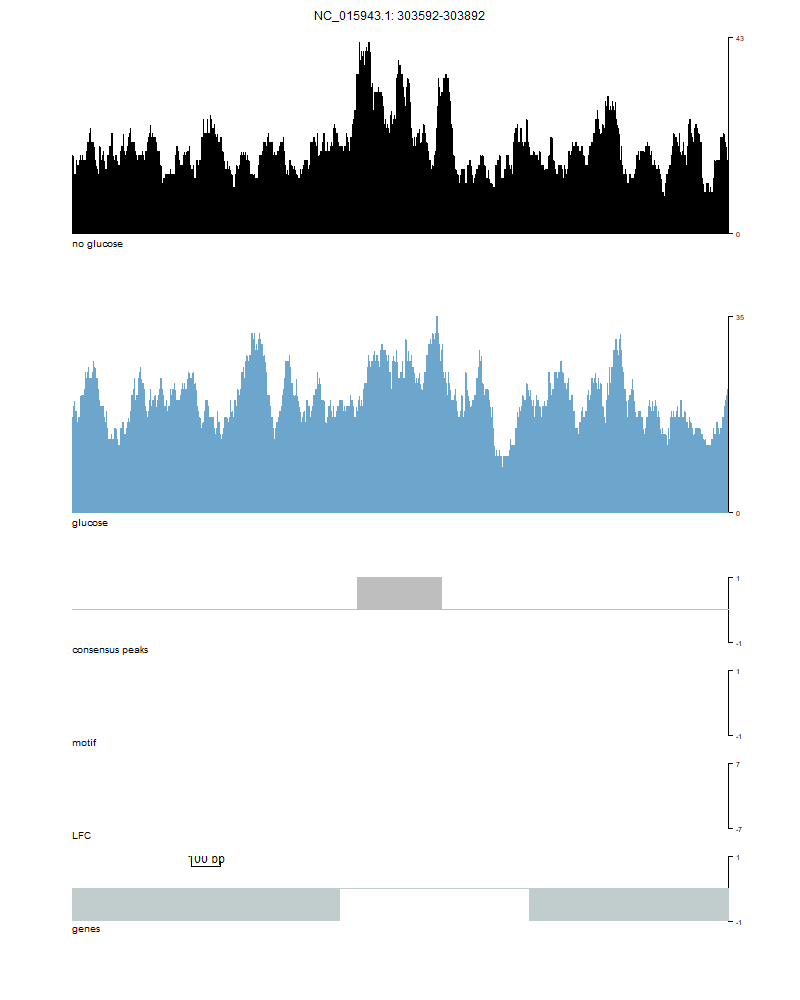 NC_015943.1: 303592-303892
43
0
no glucose
35
0
glucose
1
-1
consensus peaks
1
-1
motif
7
-7
LFC
100 bp
1
-1
genes